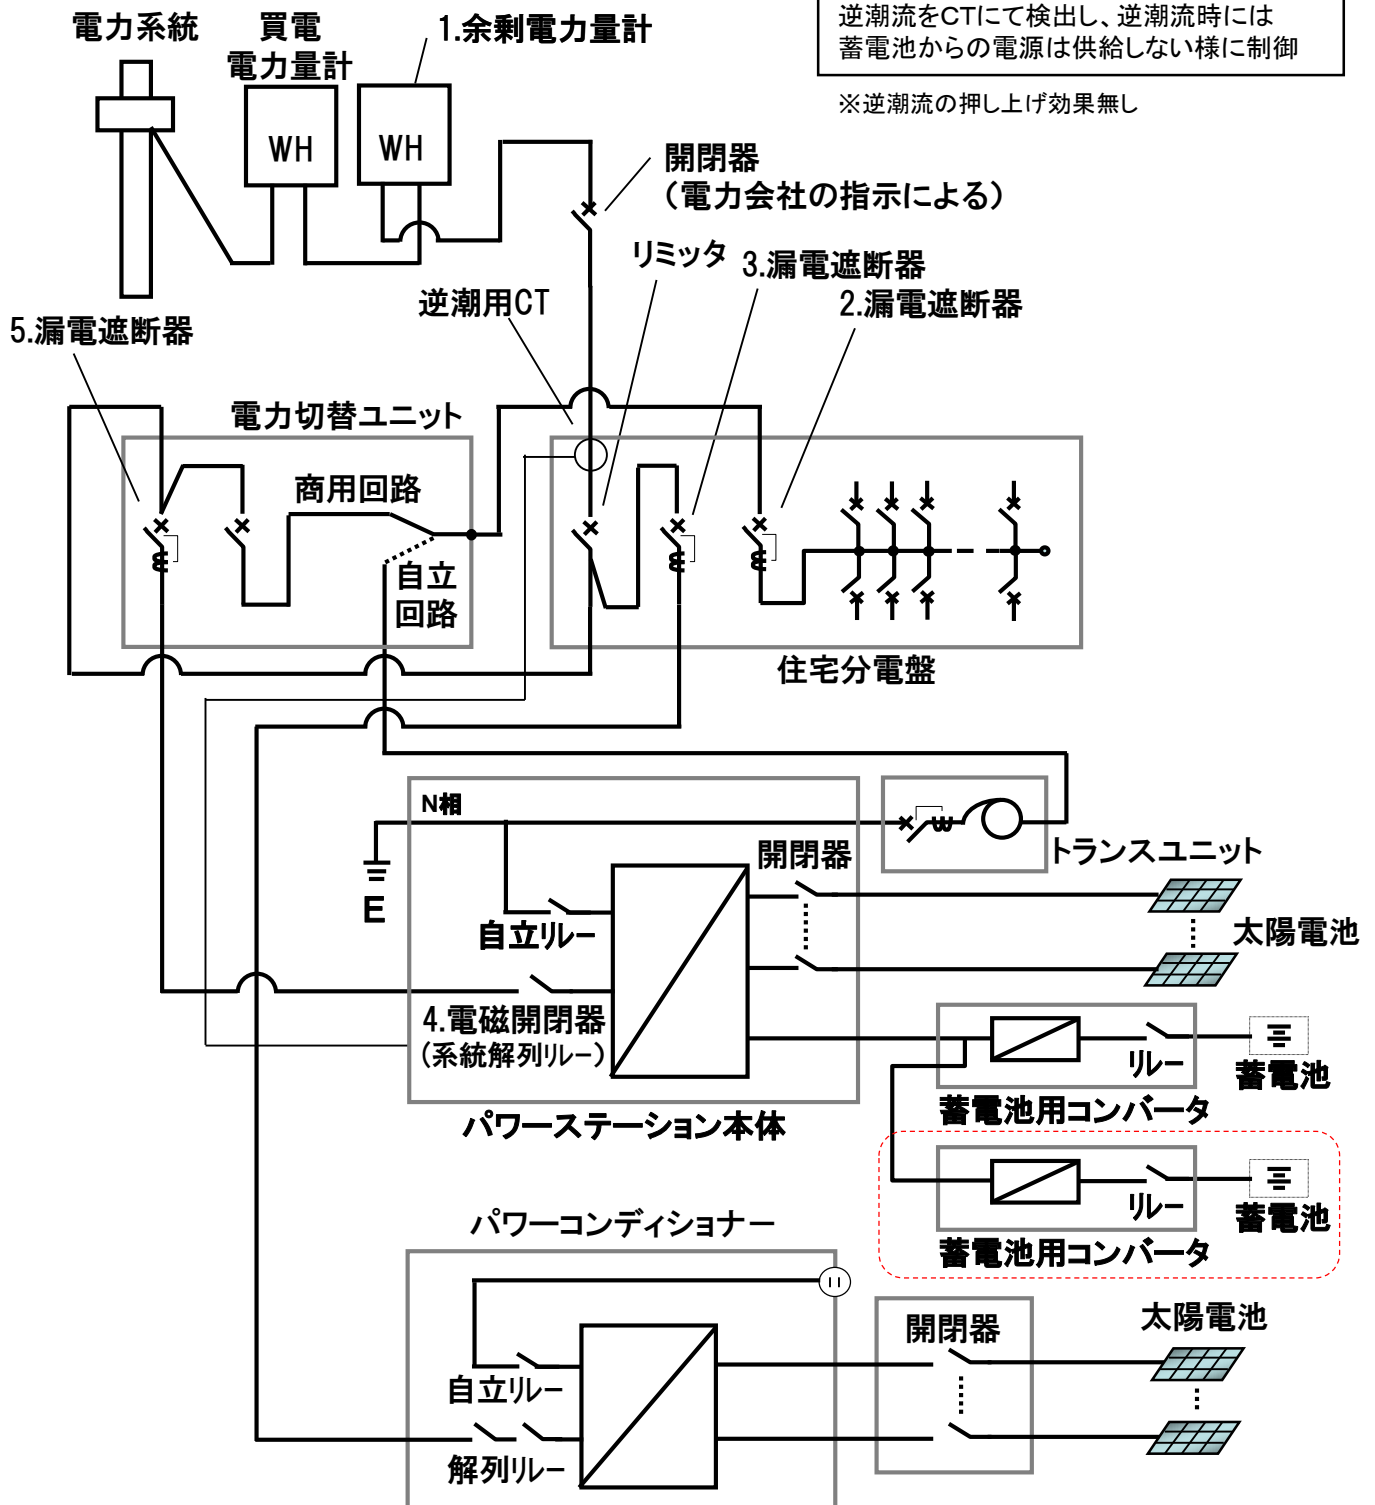 逆潮流をCTにて検出し、逆潮流時には
蓄電池からの電源は供給しない様に制御
※逆潮流の押し上げ効果無し
電力系統
買電
電力量計
1.余剰電力量計
WH
WH
開閉器
（電力会社の指示による）
リミッタ
3.漏電遮断器
2.漏電遮断器
逆潮用CT
5.漏電遮断器
電力切替ユニット
商用回路
自立
回路
住宅分電盤
N相
E
開閉器
トランスユニット
自立リレー
太陽電池
4.電磁開閉器
（系統解列リレー）
リレー
蓄電池
蓄電池用コンバータ
パワーステーション本体
リレー
蓄電池
蓄電池用コンバータ
パワーコンディショナー
開閉器
太陽電池
自立リレー
解列リレー